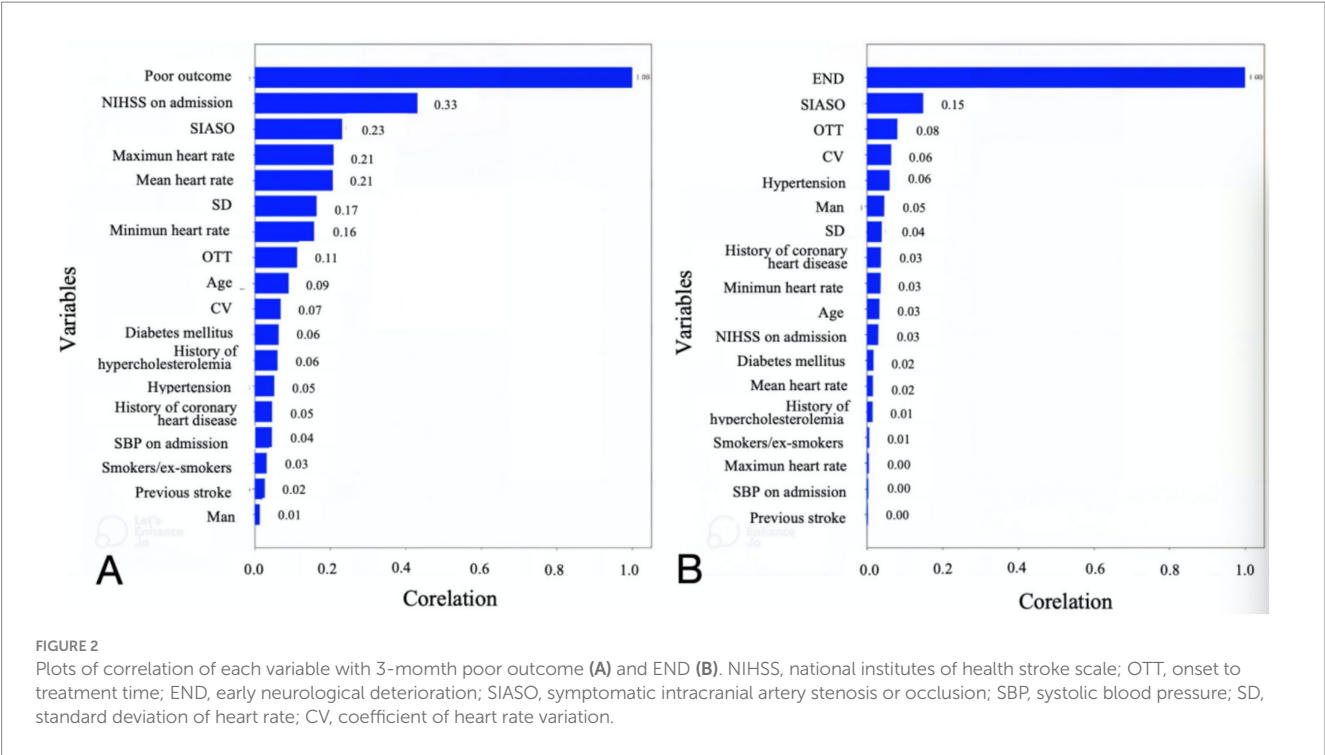 Poor outcome
1.00
NIHSS on admission
0.33
SIASO
0.23
Maximun heart rate
0.21
Mean heart rate
0.21
SD
0.17
Minimun heart rate
0.16
OTT
0.11
Age
0.09
CV
0.07
Diabetes mellitus
0.06
History of
hypercholesterolemia
0.06
Hypertension
0.05
History of coronary
heart disease
0.05
SBP on admission
0.04
Smokers/ex-smokers
0.03
Previous stroke
0.02
Man
0.01
Variables
Let's
Enhance
.io
A
0.0 0.2 0.4 0.6 0.8 1.0
Corelation
END
1.00
SIASO
0.15
OTT
0.08
CV
0.06
Hypertension
0.06
Man
0.05
SD
0.04
History of coronary
heart disease
0.03
Minimun heart rate
0.03
Age
0.03
NIHSS on admission
0.03
Diabetes mellitus
0.02
Mean heart rate
0.02
History of
hypercholesterolemia
0.01
Smokers/ex-smokers
0.01
Maximun heart rate
0.00
SBP on admission
0.00
Previous stroke
0.00
Variables
Enhance
.io
B
0.0 0.2 0.4 0.6 0.8 1.0
Corelation
FIGURE 2
Plots of correlation of each variable with 3-momth poor outcome (A) and END (B). NIHSS, national institutes of health stroke scale; OTT, onset to
treatment time; END, early neurological deterioration; SIASO, symptomatic intracranial artery stenosis or occlusion; SBP, systolic blood pressure; SD,
standard deviation of heart rate; CV, coefficient of heart rate variation.